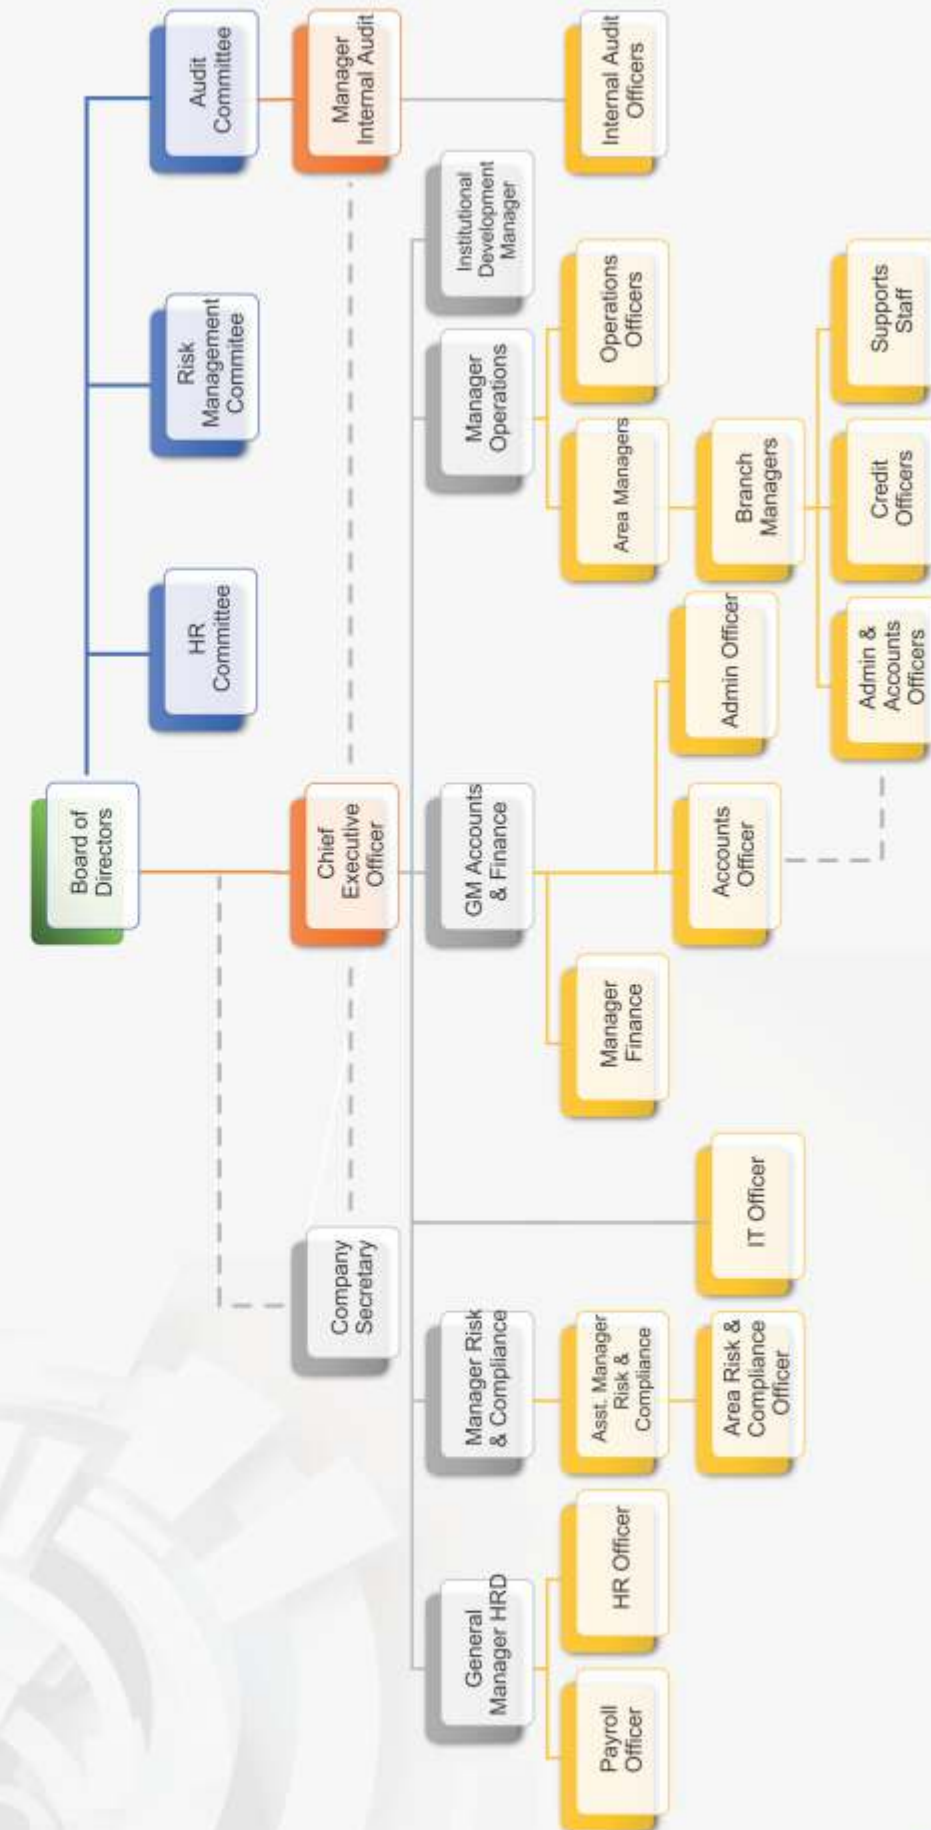 Board of
Directors
HR
Committee
Risk
Management
Commitee
Audit
Committee
Company
Secretary
Chief
Executive
Officer
Manager
Internal Audit
General
Manager HRD
Manager Risk
& Compliance
GM Accounts
& Finance
Manager
Operations
Institutional
Development
Manager
Payroll
Officer
HR Officer
Asst. Manager
Risk &
Compliance
Manager
Finance
Area Managers
Operations
Officers
Internal Audit
Officers
Area Risk &
Compliance
Officer
IT Officer
Accounts
Officer
Admin Officer
Branch
Managers
Admin &
Accounts
Officers
Credit
Officers
Supports
Staff